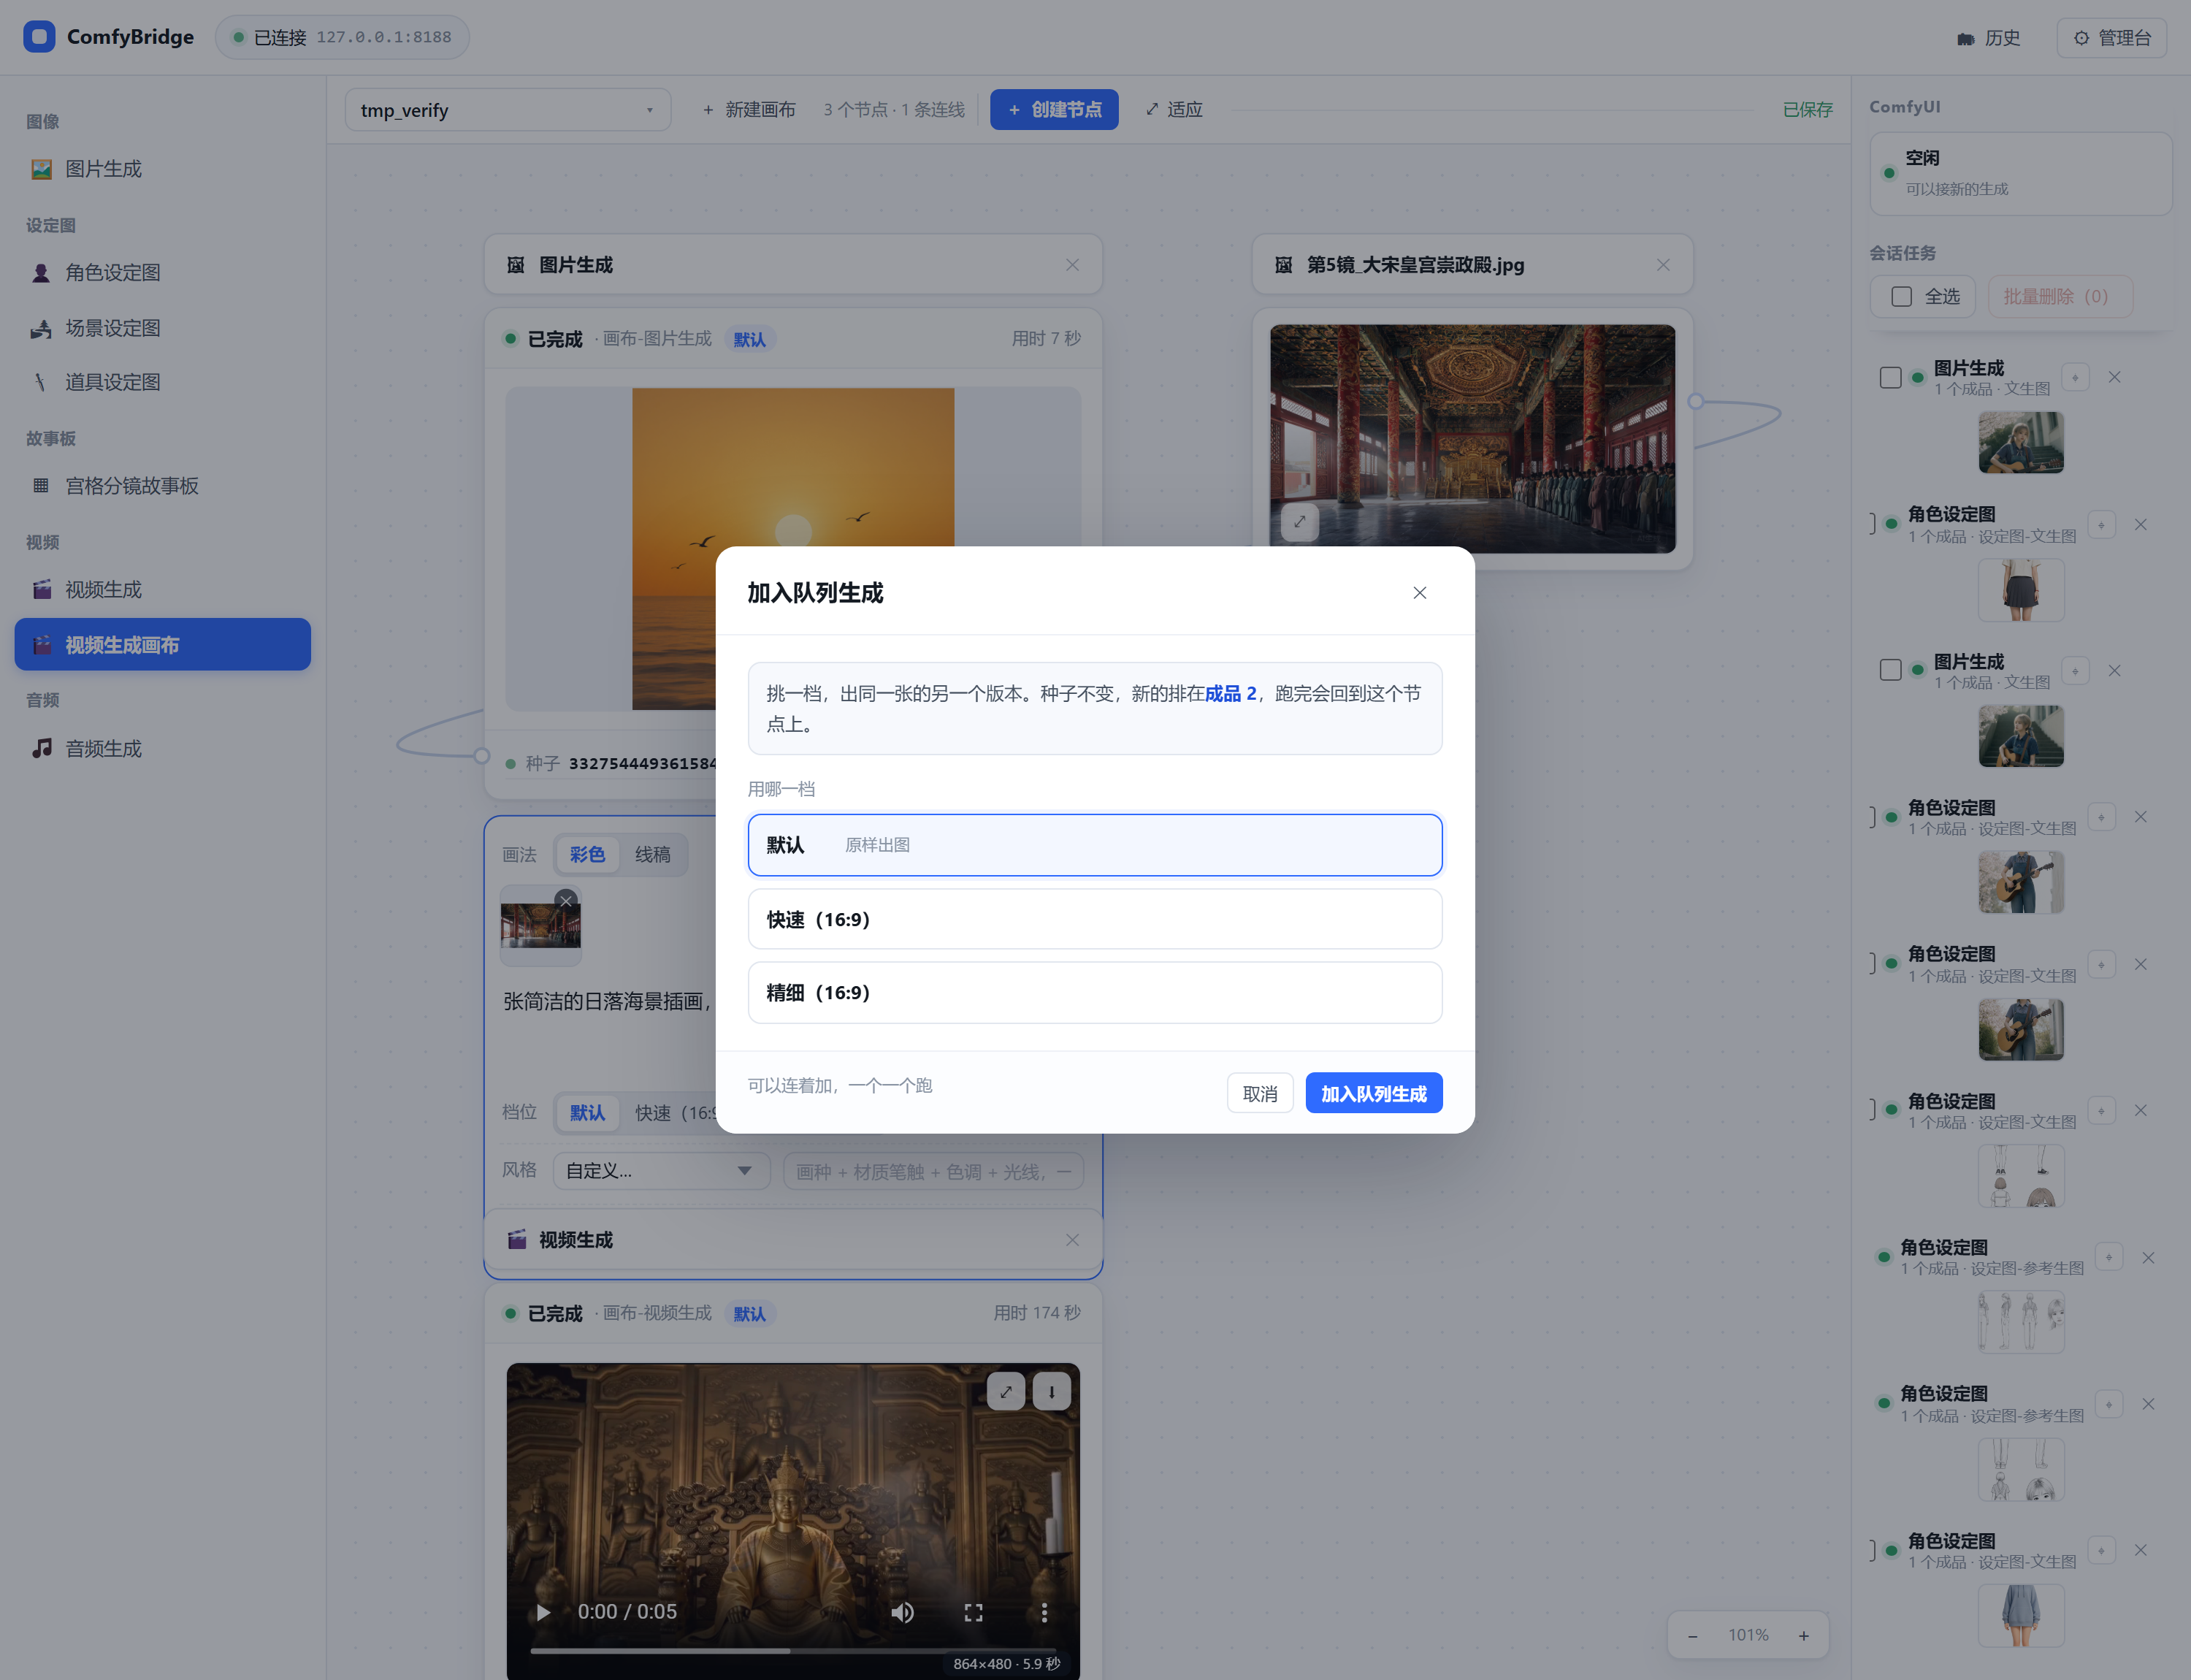 ComfyBridge
已连接 127.0.0.1:8188
历史
管理台
图像
图片生成
设定图
角色设定图
场景设定图
道具设定图
故事板
宫格分镜故事板
视频
视频生成
视频生成画布
音频
音频生成
tmp_verify
+ 新建画布
3 个节点 · 1 条连线
+ 创建节点
适应
已保存
图片生成
已完成 · 画布-图片生成 默认
用时 7 秒
种子 332754449361584
第5镜_大宋皇宫崇政殿.jpg
画法 彩色 线稿
张简洁的日落海景插画，
档位 默认 快速（16:9
风格 自定义... 画种 + 材质笔触 + 色调 + 光线，一
视频生成
已完成 · 画布-视频生成 默认
用时 174 秒
0:00 / 0:05
864×480 · 5.9 秒
加入队列生成
挑一档，出同一张的另一个版本。种子不变，新的排在成品 2，跑完会回到这个节
点上。
用哪一档
默认 原样出图
快速（16:9）
精细（16:9）
可以连着加，一个一个跑
取消
加入队列生成
− 101% +
ComfyUI
空闲
可以接新的生成
会话任务
全选
批量删除（0）
图片生成
1 个成品 · 文生图
角色设定图
1 个成品 · 设定图-文生图
图片生成
1 个成品 · 文生图
角色设定图
1 个成品 · 设定图-文生图
角色设定图
1 个成品 · 设定图-文生图
角色设定图
1 个成品 · 设定图-文生图
角色设定图
1 个成品 · 设定图-参考生图
角色设定图
1 个成品 · 设定图-参考生图
角色设定图
1 个成品 · 设定图-文生图